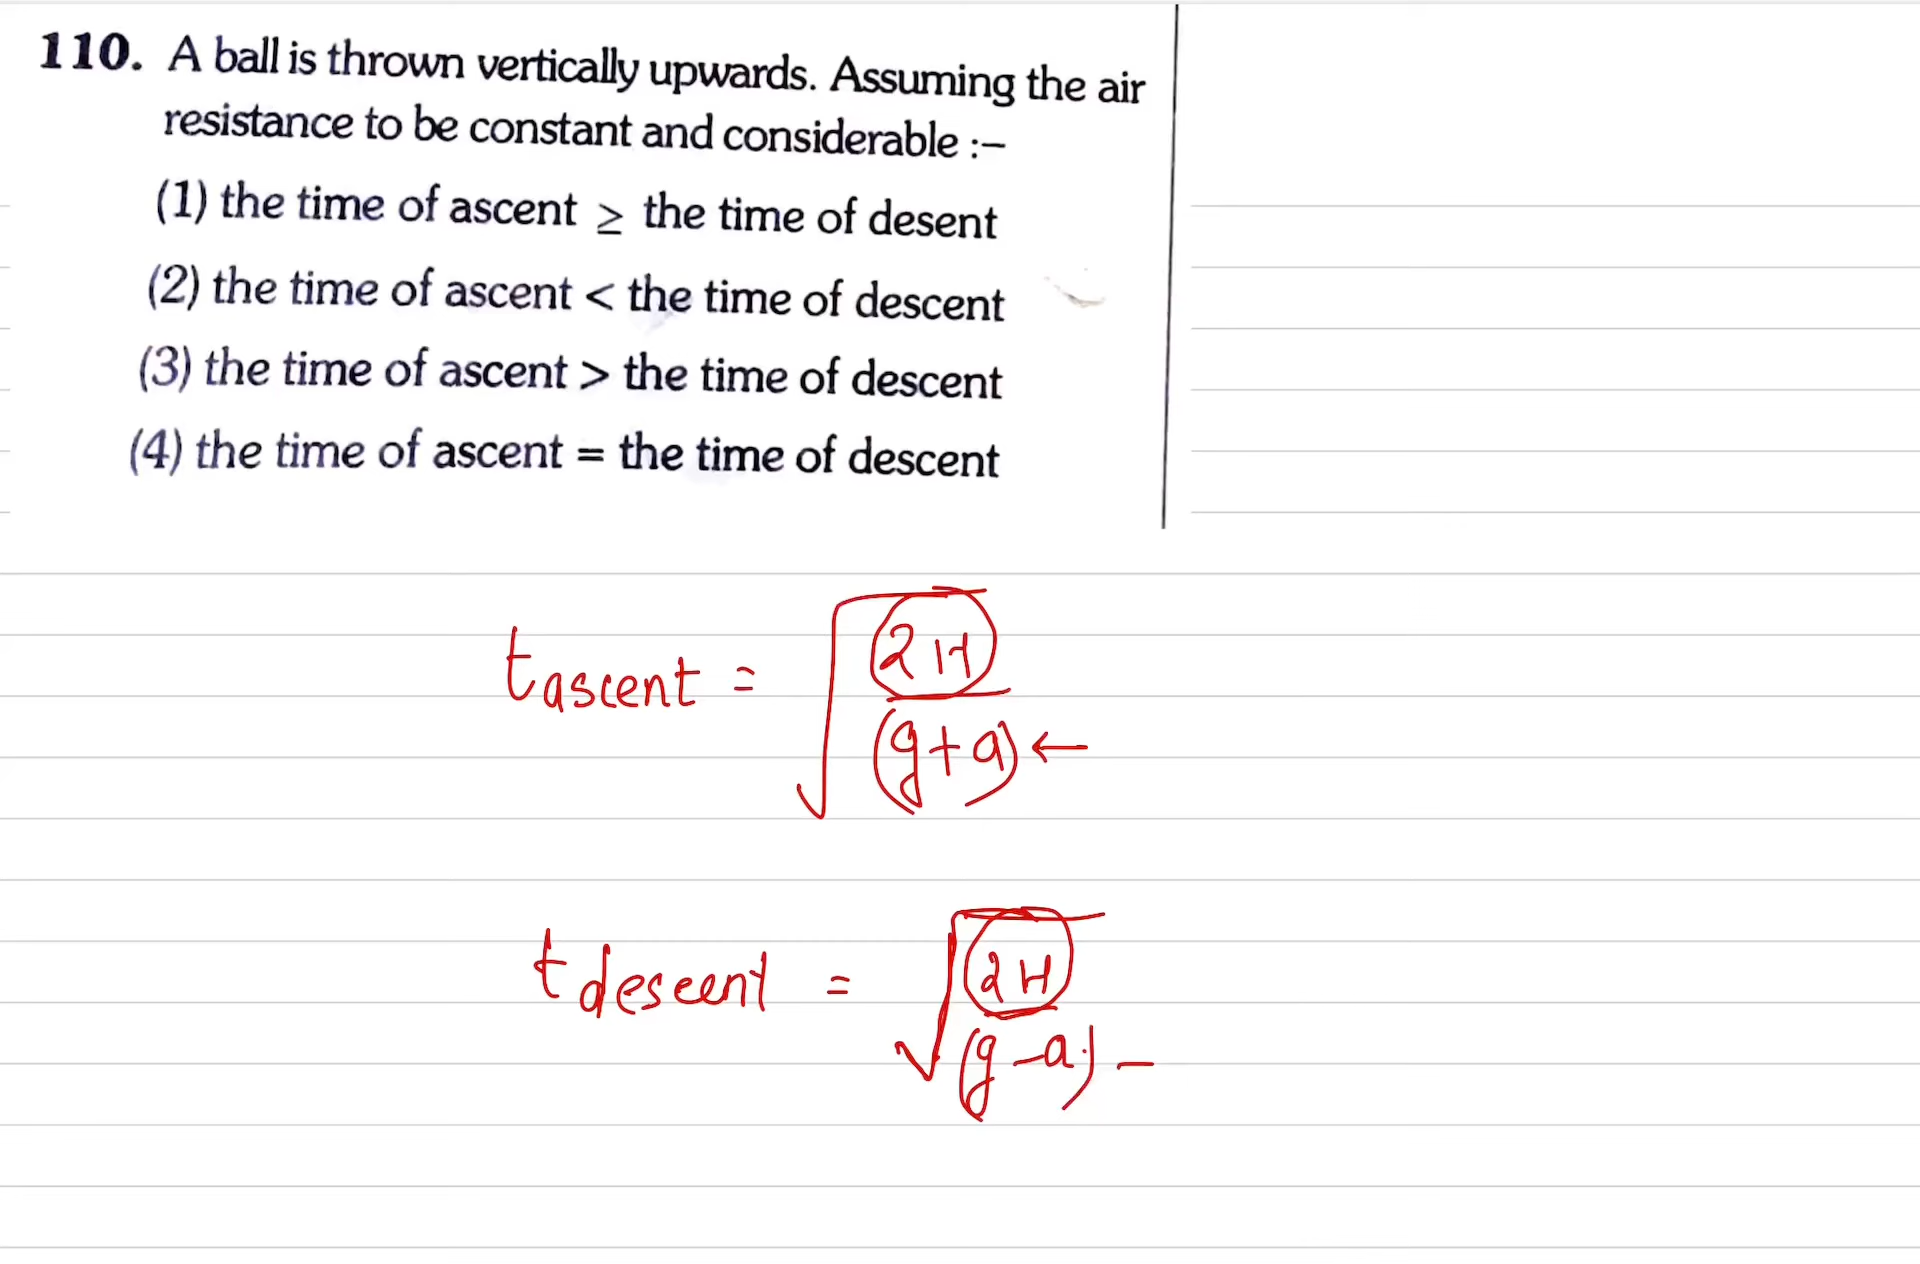 110. A ball is thrown vertically upwards. Assuming the air
resistance to be constant and considerable :–
(1) the time of ascent ≥ the time of desent
(2) the time of ascent < the time of descent
(3) the time of ascent > the time of descent
(4) the time of ascent = the time of descent
t ascent = √(2H/(g+a)) ←
t descent = √(2H/(g-a)) –